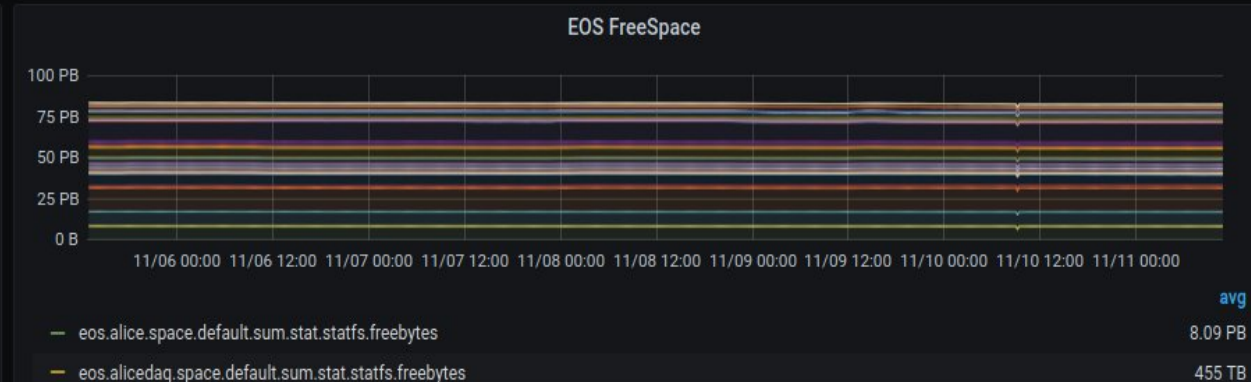 EOS FreeSpace
100 PB
75 PB
50 PB
25 PB
0 B
11/06 00:00 11/06 12:00 11/07 00:00 11/07 12:00 11/08 00:00 11/08 12:00 11/09 00:00 11/09 12:00 11/10 00:00 11/10 12:00 11/11 00:00
avg
eos.alice.space.default.sum.stat.statfs.freebytes 8.09 PB
eos.alicedaq.space.default.sum.stat.statfs.freebytes 455 TB